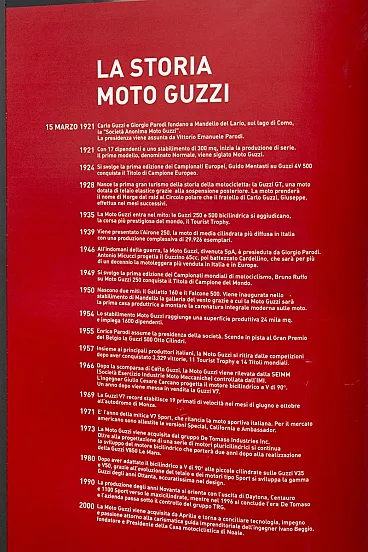 LA STORIA
MOTO GUZZI
15 MARZO 1921 Carlo Guzzi e Giorgio Parodi fondano a Mandello del Lario, sul lago di Como,
la "Società Anonima Moto Guzzi".
La presidenza viene assunta da Vittorio Emanuele Parodi.
1921 Con 17 dipendenti e uno stabilimento di 300 mq, inizia la produzione di serie.
Il primo modello, denominato Normale, viene siglato Moto Guzzi.
1924 Si svolge la prima edizione dei Campionati Europei, Guido Mentasti su Guzzi 4V 500
conquista il Titolo di Campione Europeo.
1928 Nasce la prima gran turismo della storia della motocicletta: la Guzzi GT, una moto
dotata di telaio elastico grazie alla sospensione posteriore. La moto prenderà
il nome di Norge dal raid al Circolo polare che il fratello di Carlo Guzzi, Giuseppe,
effettua nei mesi successivi.
1935 La Moto Guzzi entra nel mito: le Guzzi 250 e 500 bicilindrica si aggiudicano,
la corsa più prestigiosa del mondo, il Tourist Trophy.
1939 Viene presentato l'Airone 250, la moto di media cilindrata più diffusa in Italia
con una produzione complessiva di 29.926 esemplari.
1946 All'indomani della guerra, la Moto Guzzi, divenuta SpA, è presieduta da Giorgio Parodi.
Antonio Micucci progetta il Guzzino 65cc, poi battezzato Cardellino, che sarà per più
di un decennio la motoleggera più venduta in Italia e in Europa.
1949 Si svolge la prima edizione dei Campionati mondiali di motociclismo, Bruno Ruffo
su Moto Guzzi 250 conquista il Titolo di Campione del Mondo.
1950 Nascono due miti: il Galletto 160 e il Falcone 500. Viene inaugurato nello
stabilimento di Mandello la galleria del vento grazie a cui la Moto Guzzi sarà
la prima casa produttrice a montare la carenatura integrale moderna sulle moto.
1954 Lo stabilimento Moto Guzzi raggiunge una superficie produttiva 24 mila mq.
e impiega 1600 dipendenti.
1955 Enrico Parodi assume la presidenza della società. Scende in pista al Gran Premio
del Belgio la Guzzi 500 Otto Cilindri.
1957 Insieme ai principali produttori italiani, la Moto Guzzi si ritira dalle competizioni
dopo aver conquistato 3.329 vittorie, 11 Tourist Trophy e 14 Titoli mondiali.
1966 Dopo la scomparsa di Carlo Guzzi, la Moto Guzzi viene rilevata dalla SEIMM
(Società Esercizio Industrie Moto Meccaniche) controllata dall'IMI.
L'ingegner Giulio Cesare Carcano progetta il motore bicilindrico a V di 90°.
Un anno dopo viene messa in vendita la Guzzi V7.
1969 La Guzzi V7 record stabilisce 19 primati di velocità nei mesi di giugno e ottobre
all'autodromo di Monza.
1971 E' l'anno della mitica V7 Sport, che rilancia la moto sportiva italiana. Per il mercato
americano sono allestite le versioni Special, California e Ambassador.
1973 La Moto Guzzi viene acquisita dal gruppo De Tomaso Industries Inc.
Oltre alla progettazione di una serie di motori pluricilindrici si continua
lo sviluppo del motore bicilindrico che porterà due anni dopo alla realizzazione
della Guzzi V850 Le Mans.
1980 Dopo aver adattato il bicilindrico a V di 90° alle piccole cilindrate sulle Guzzi V35
e V50, grazie all'evoluzione del telaio e dei motori tipo Sport si sviluppa la gamma
Guzzi degli anni Ottanta, accuratissima nel design.
1990 La produzione degli anni Novanta si orienta con l'uscita di Daytona, Centauro
e 1100 Sport verso le maxicilindrate, mentre nel 1996 si conclude l'era De Tomaso
e l'azienda passa sotto il controllo del gruppo TRG.
2000 La Moto Guzzi viene acquisita da Aprilia e torna a conciliare tecnologia, impegno
e passione attorno alla carismatica guida imprenditoriale dell'ingegner Ivano Beggio,
fondatore e Presidente della Casa motociclistica di Noale.